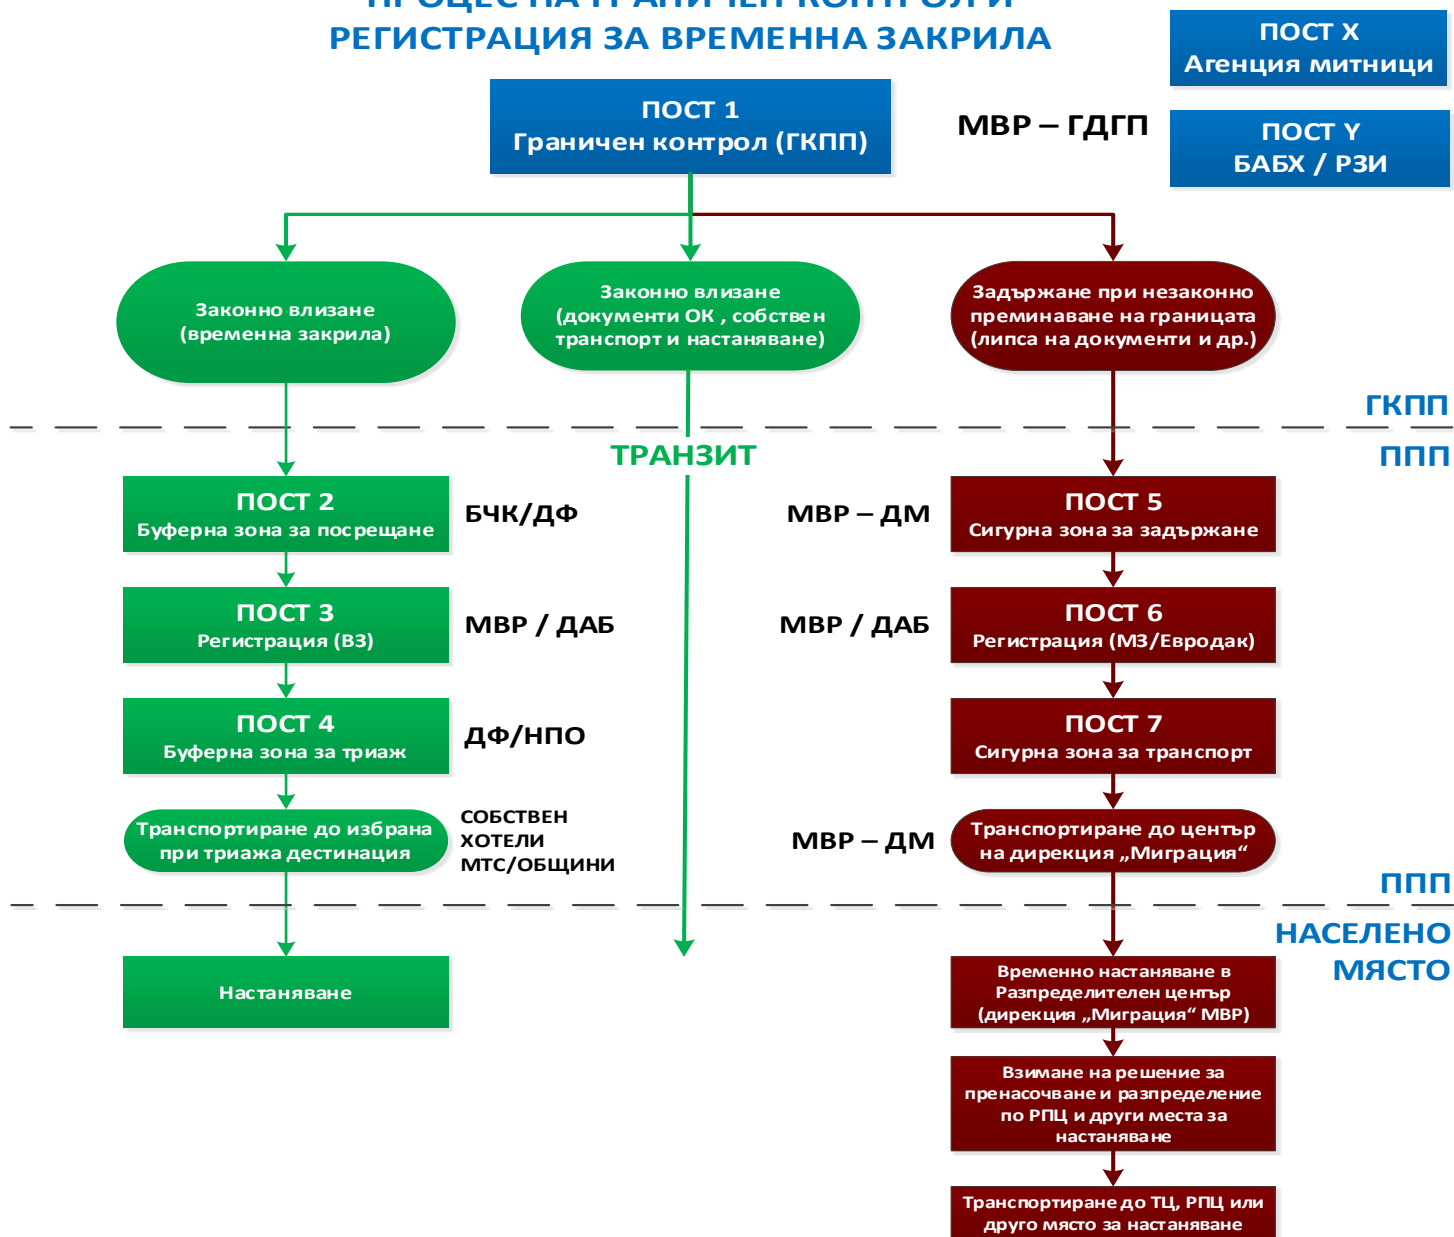 ПРОЦЕС НА ГРАНИЧЕН КОНТРОЛ И
РЕГИСТРАЦИЯ ЗА ВРЕМЕННА ЗАКРИЛА
ПОСТ X
Агенция митници
ПОСТ 1
Граничен контрол (ГКПП)
МВР – ГДГП
ПОСТ Y
БАБХ / РЗИ
Законно влизане
(временна закрила)
Законно влизане
(документи ОК , собствен
транспорт и настаняване)
Задържане при незаконно
преминаване на границата
(липса на документи и др.)
ГКПП
ТРАНЗИТ
ППП
ПОСТ 2
Буферна зона за посрещане
БЧК/ДФ
МВР – ДМ
ПОСТ 5
Сигурна зона за задържане
ПОСТ 3
Регистрация (ВЗ)
МВР / ДАБ
МВР / ДАБ
ПОСТ 6
Регистрация (МЗ/Евродак)
ПОСТ 4
Буферна зона за триаж
ДФ/НПО
ПОСТ 7
Сигурна зона за транспорт
Транспортиране до избрана
при триажа дестинация
СОБСТВЕН
ХОТЕЛИ
МТС/ОБЩИНИ
МВР – ДМ
Транспортиране до център
на дирекция „Миграция“
ППП
НАСЕЛЕНО
МЯСТО
Настаняване
Временно настаняване в
Разпределителен център
(дирекция „Миграция“ МВР)
Взимане на решение за
пренасочване и разпределение
по РПЦ и други места за
настаняване
Транспортиране до ТЦ, РПЦ или
друго място за настаняване